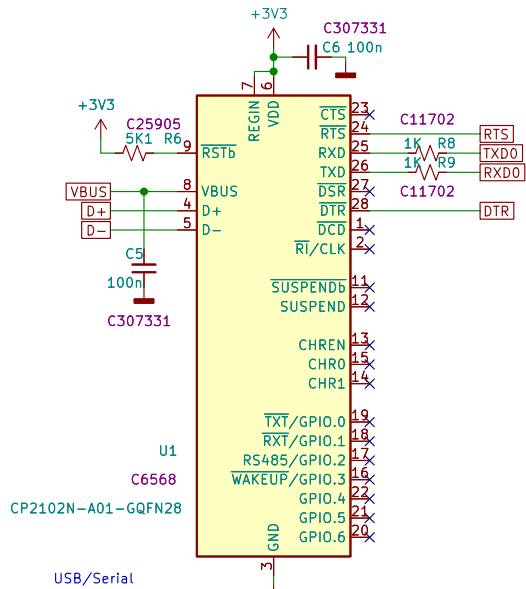 +3V3
C307331
C6 100n
7
6
REGIN
VDD
+3V3
C25905
5K1 R6
9
RSTb
VBUS
8
VBUS
D+
4
D+
D-
5
D-
C5
100n
C307331
CTS
23
RTS
24
C11702
RTS
RXD
25
1K R8
TXD0
TXD
26
1K R9
RXD0
DSR
27
C11702
DTR
28
DTR
DCD
1
RI/CLK
2
SUSPENDb
11
SUSPEND
12
CHREN
13
CHR0
15
CHR1
14
TXT/GPIO.0
19
RXT/GPIO.1
18
RS485/GPIO.2
17
WAKEUP/GPIO.3
16
GPIO.4
22
GPIO.5
21
GPIO.6
20
U1
C6568
CP2102N-A01-GQFN28
GND
3
USB/Serial